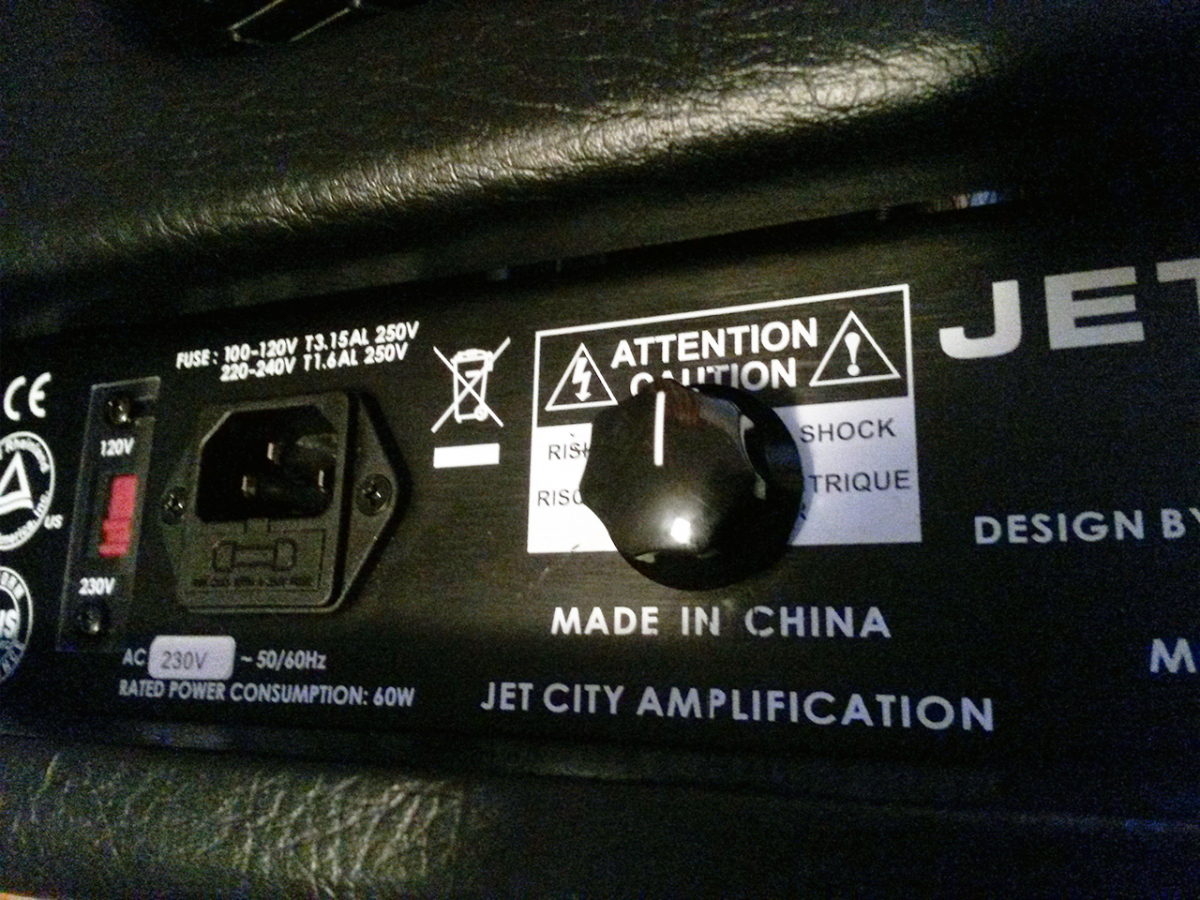 CE
120V
230V
US
FUSE : 100-120V T3.15AL 250V
220-240V T1.6AL 250V
AC 230V ~ 50/60Hz
RATED POWER CONSUMPTION: 60W
ATTENTION
CAUTION
SHOCK
TRIQUE
MADE IN CHINA
JET CITY AMPLIFICATION
JET
DESIGN BY